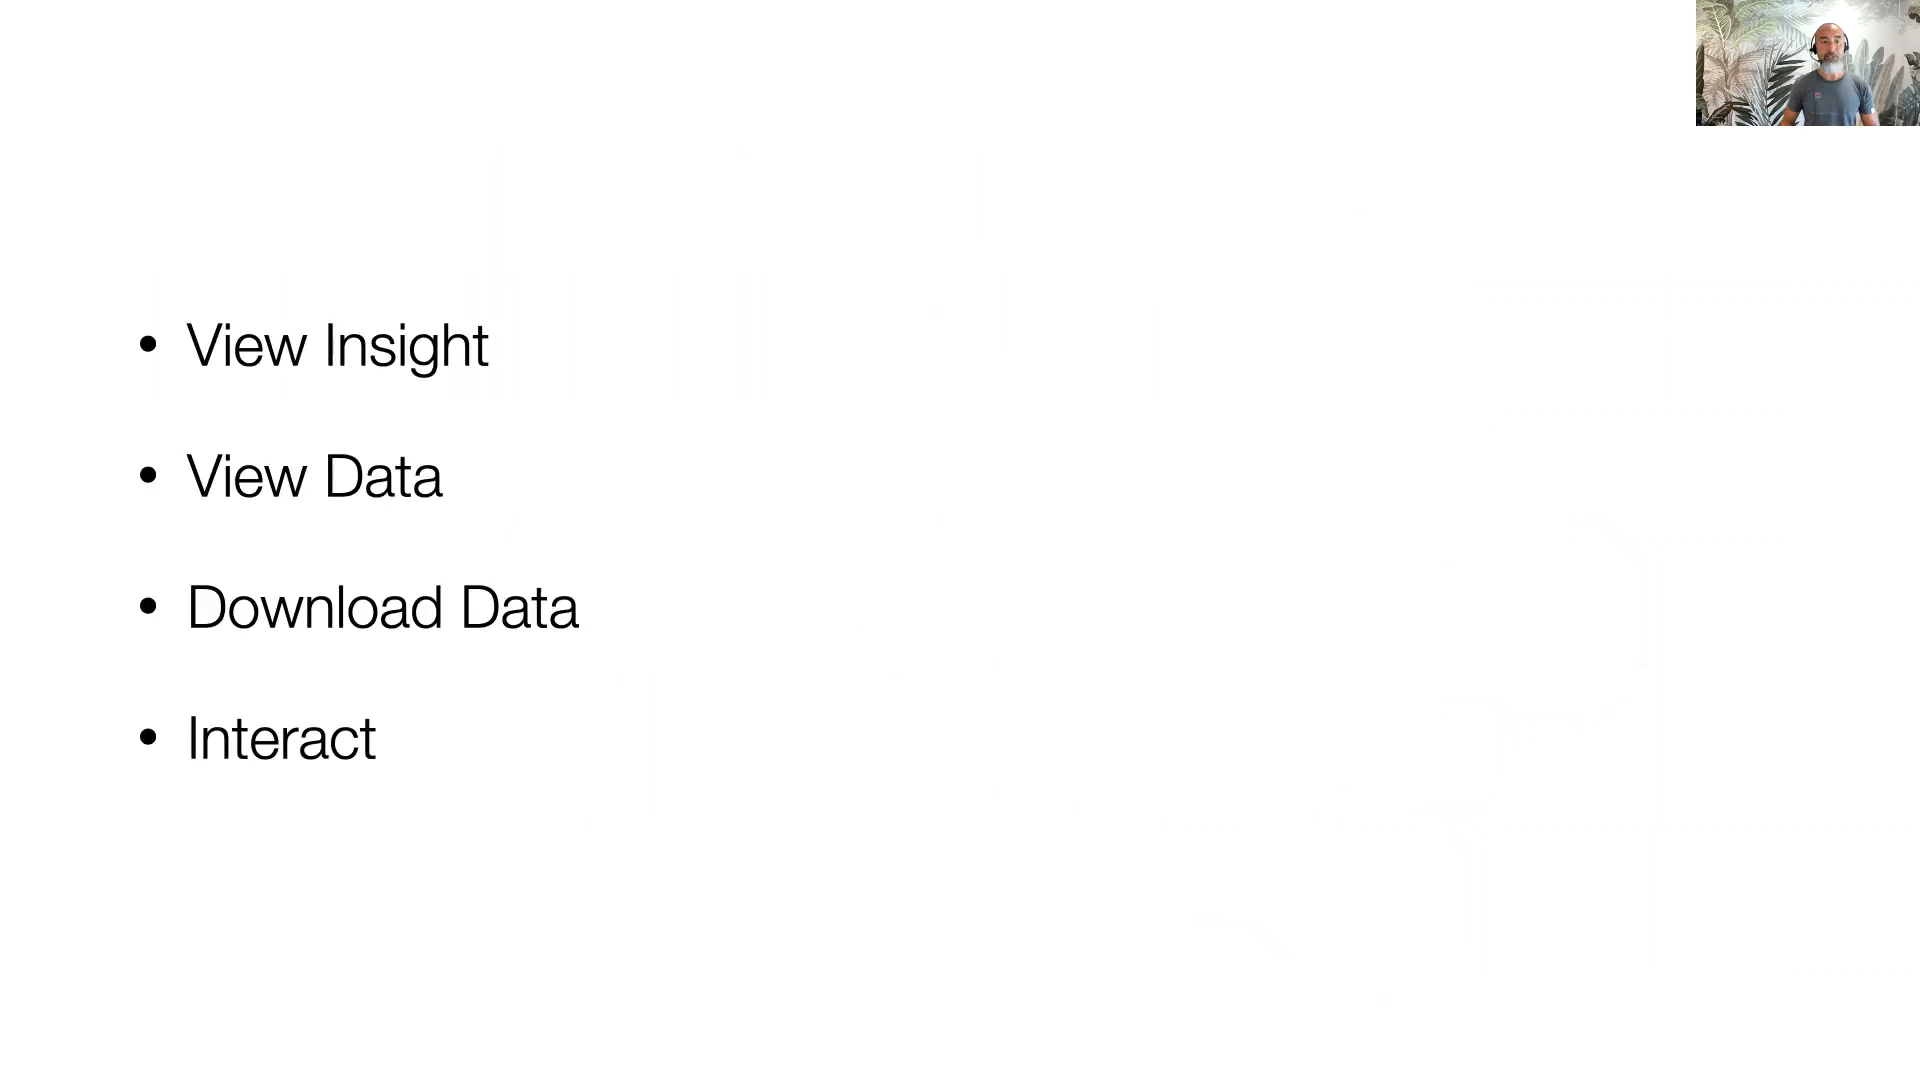 • View Insight
• View Data
• Download Data
• Interact